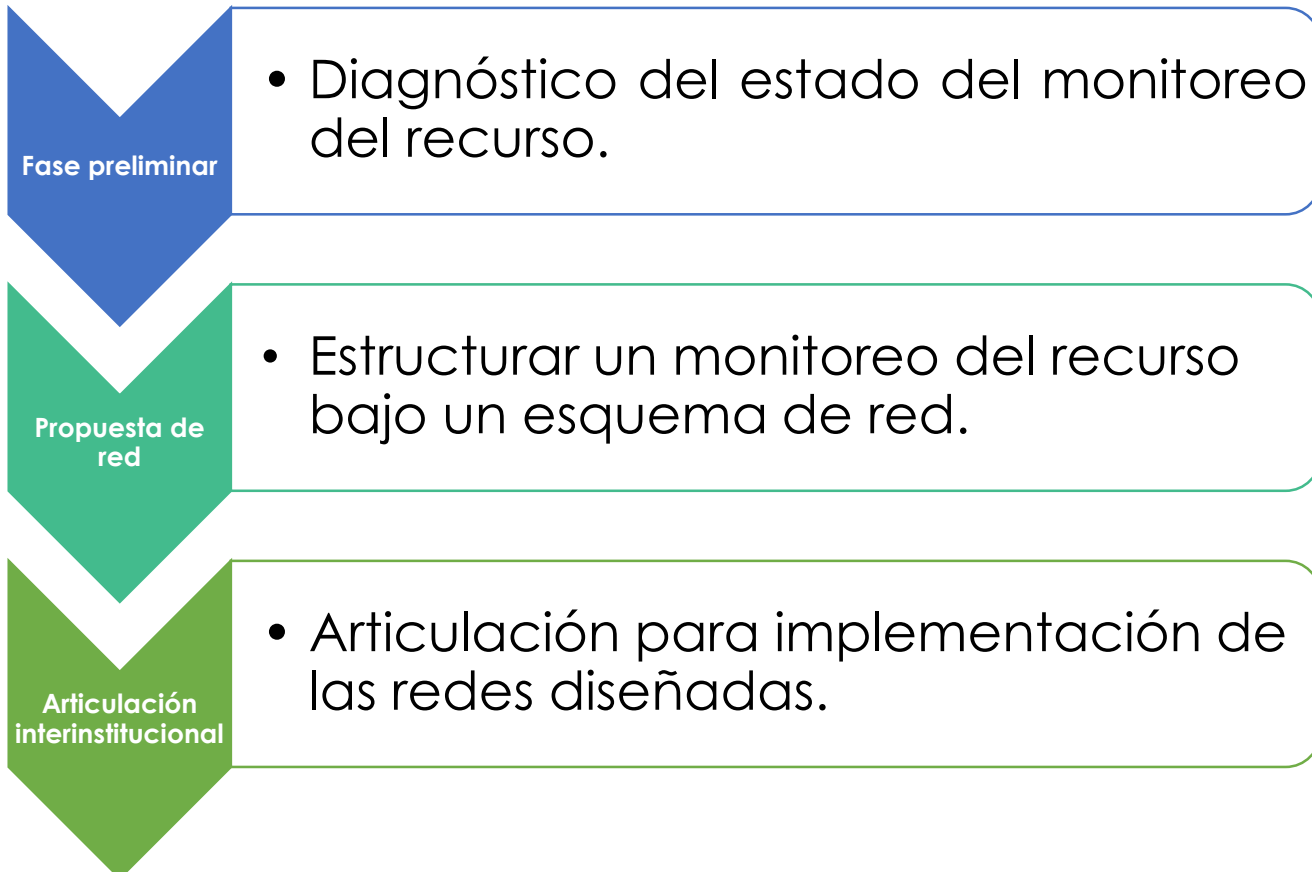 Fase preliminar
• Diagnóstico del estado del monitoreo
del recurso.
Propuesta de
red
• Estructurar un monitoreo del recurso
bajo un esquema de red.
Articulación
interinstitucional
• Articulación para implementación de
las redes diseñadas.